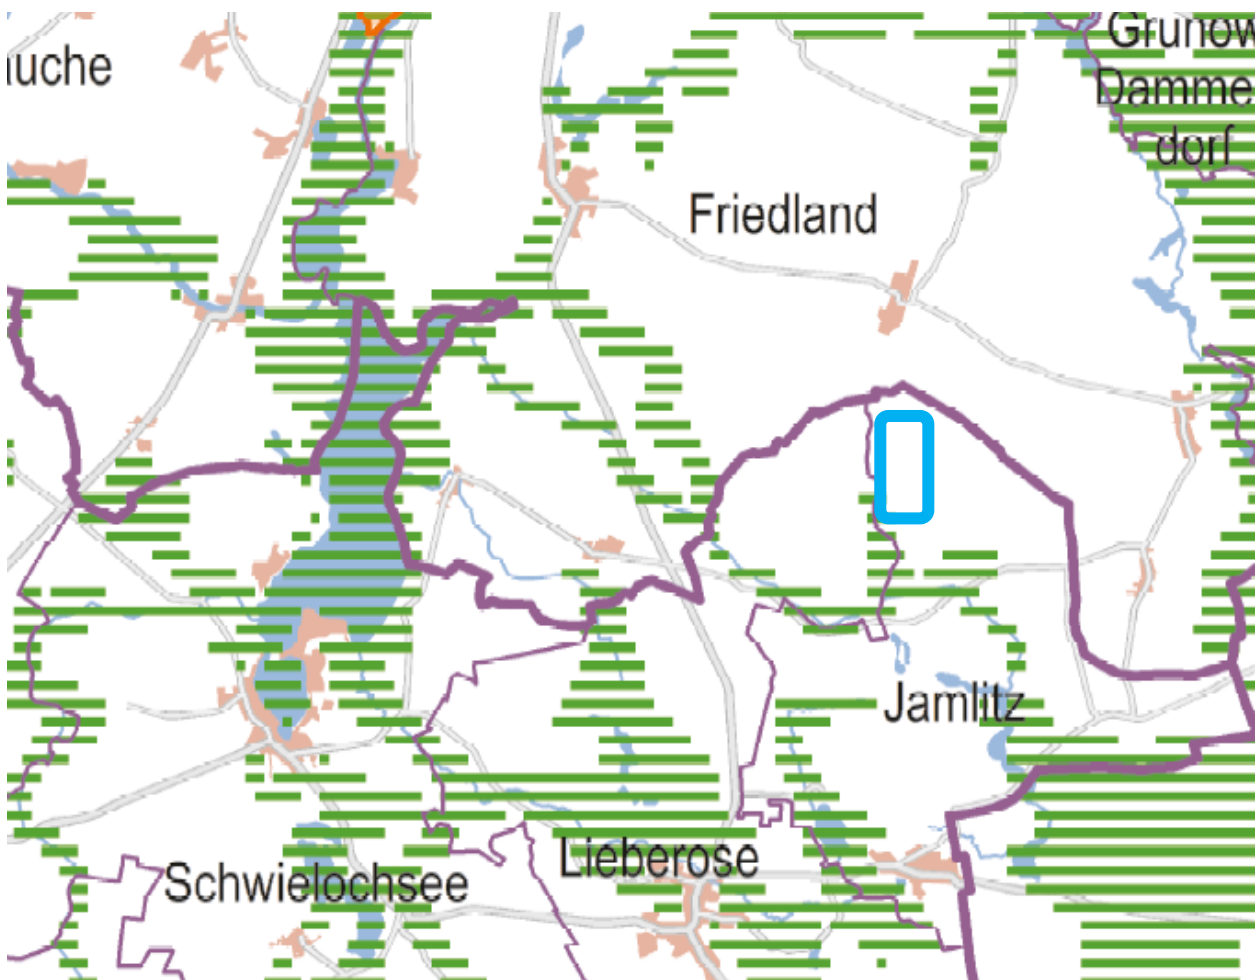 Grunow
uche
Damme
dorf
Friedland
Jamlitz
Lieberose
Schwielochsee